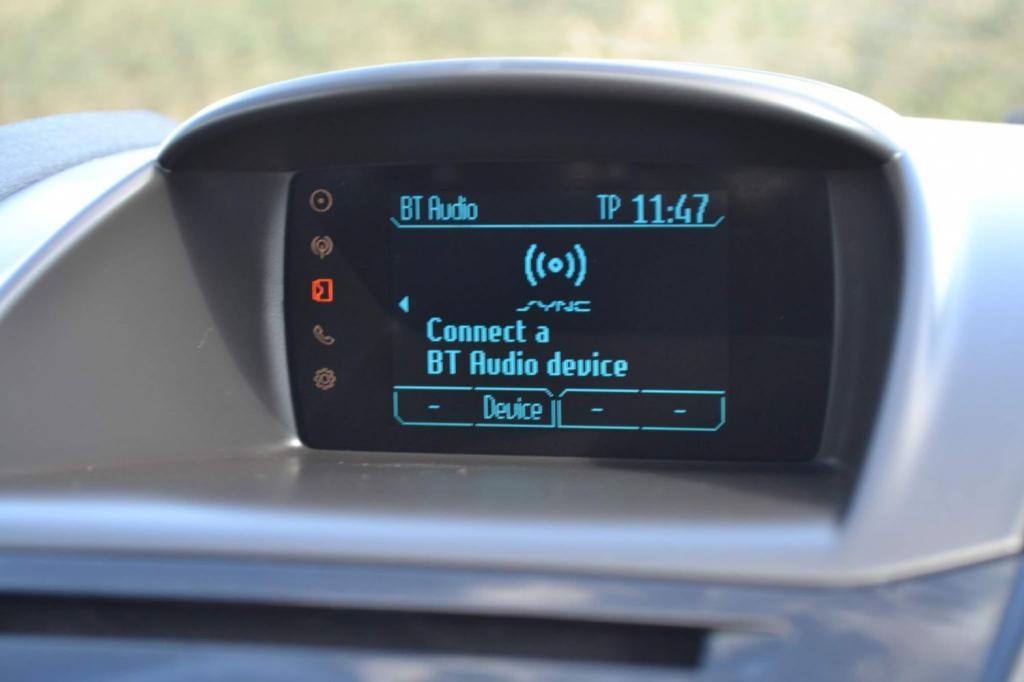 BT Audio TP 11:47
SYNC
Connect a
BT Audio device
- Device - -